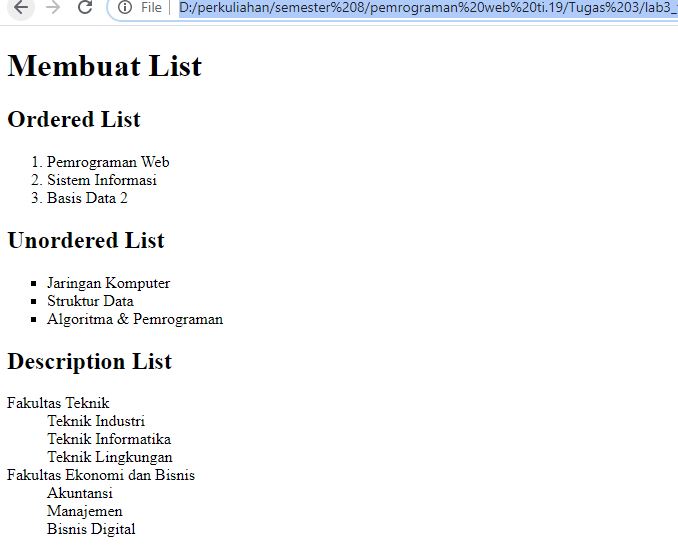 File D:/perkuliahan/semester%208/pemrograman%20web%20ti.19/Tugas%203/lab3_
Membuat List
Ordered List
1. Pemrograman Web
2. Sistem Informasi
3. Basis Data 2
Unordered List
Jaringan Komputer
Struktur Data
Algoritma & Pemrograman
Description List
Fakultas Teknik
Teknik Industri
Teknik Informatika
Teknik Lingkungan
Fakultas Ekonomi dan Bisnis
Akuntansi
Manajemen
Bisnis Digital